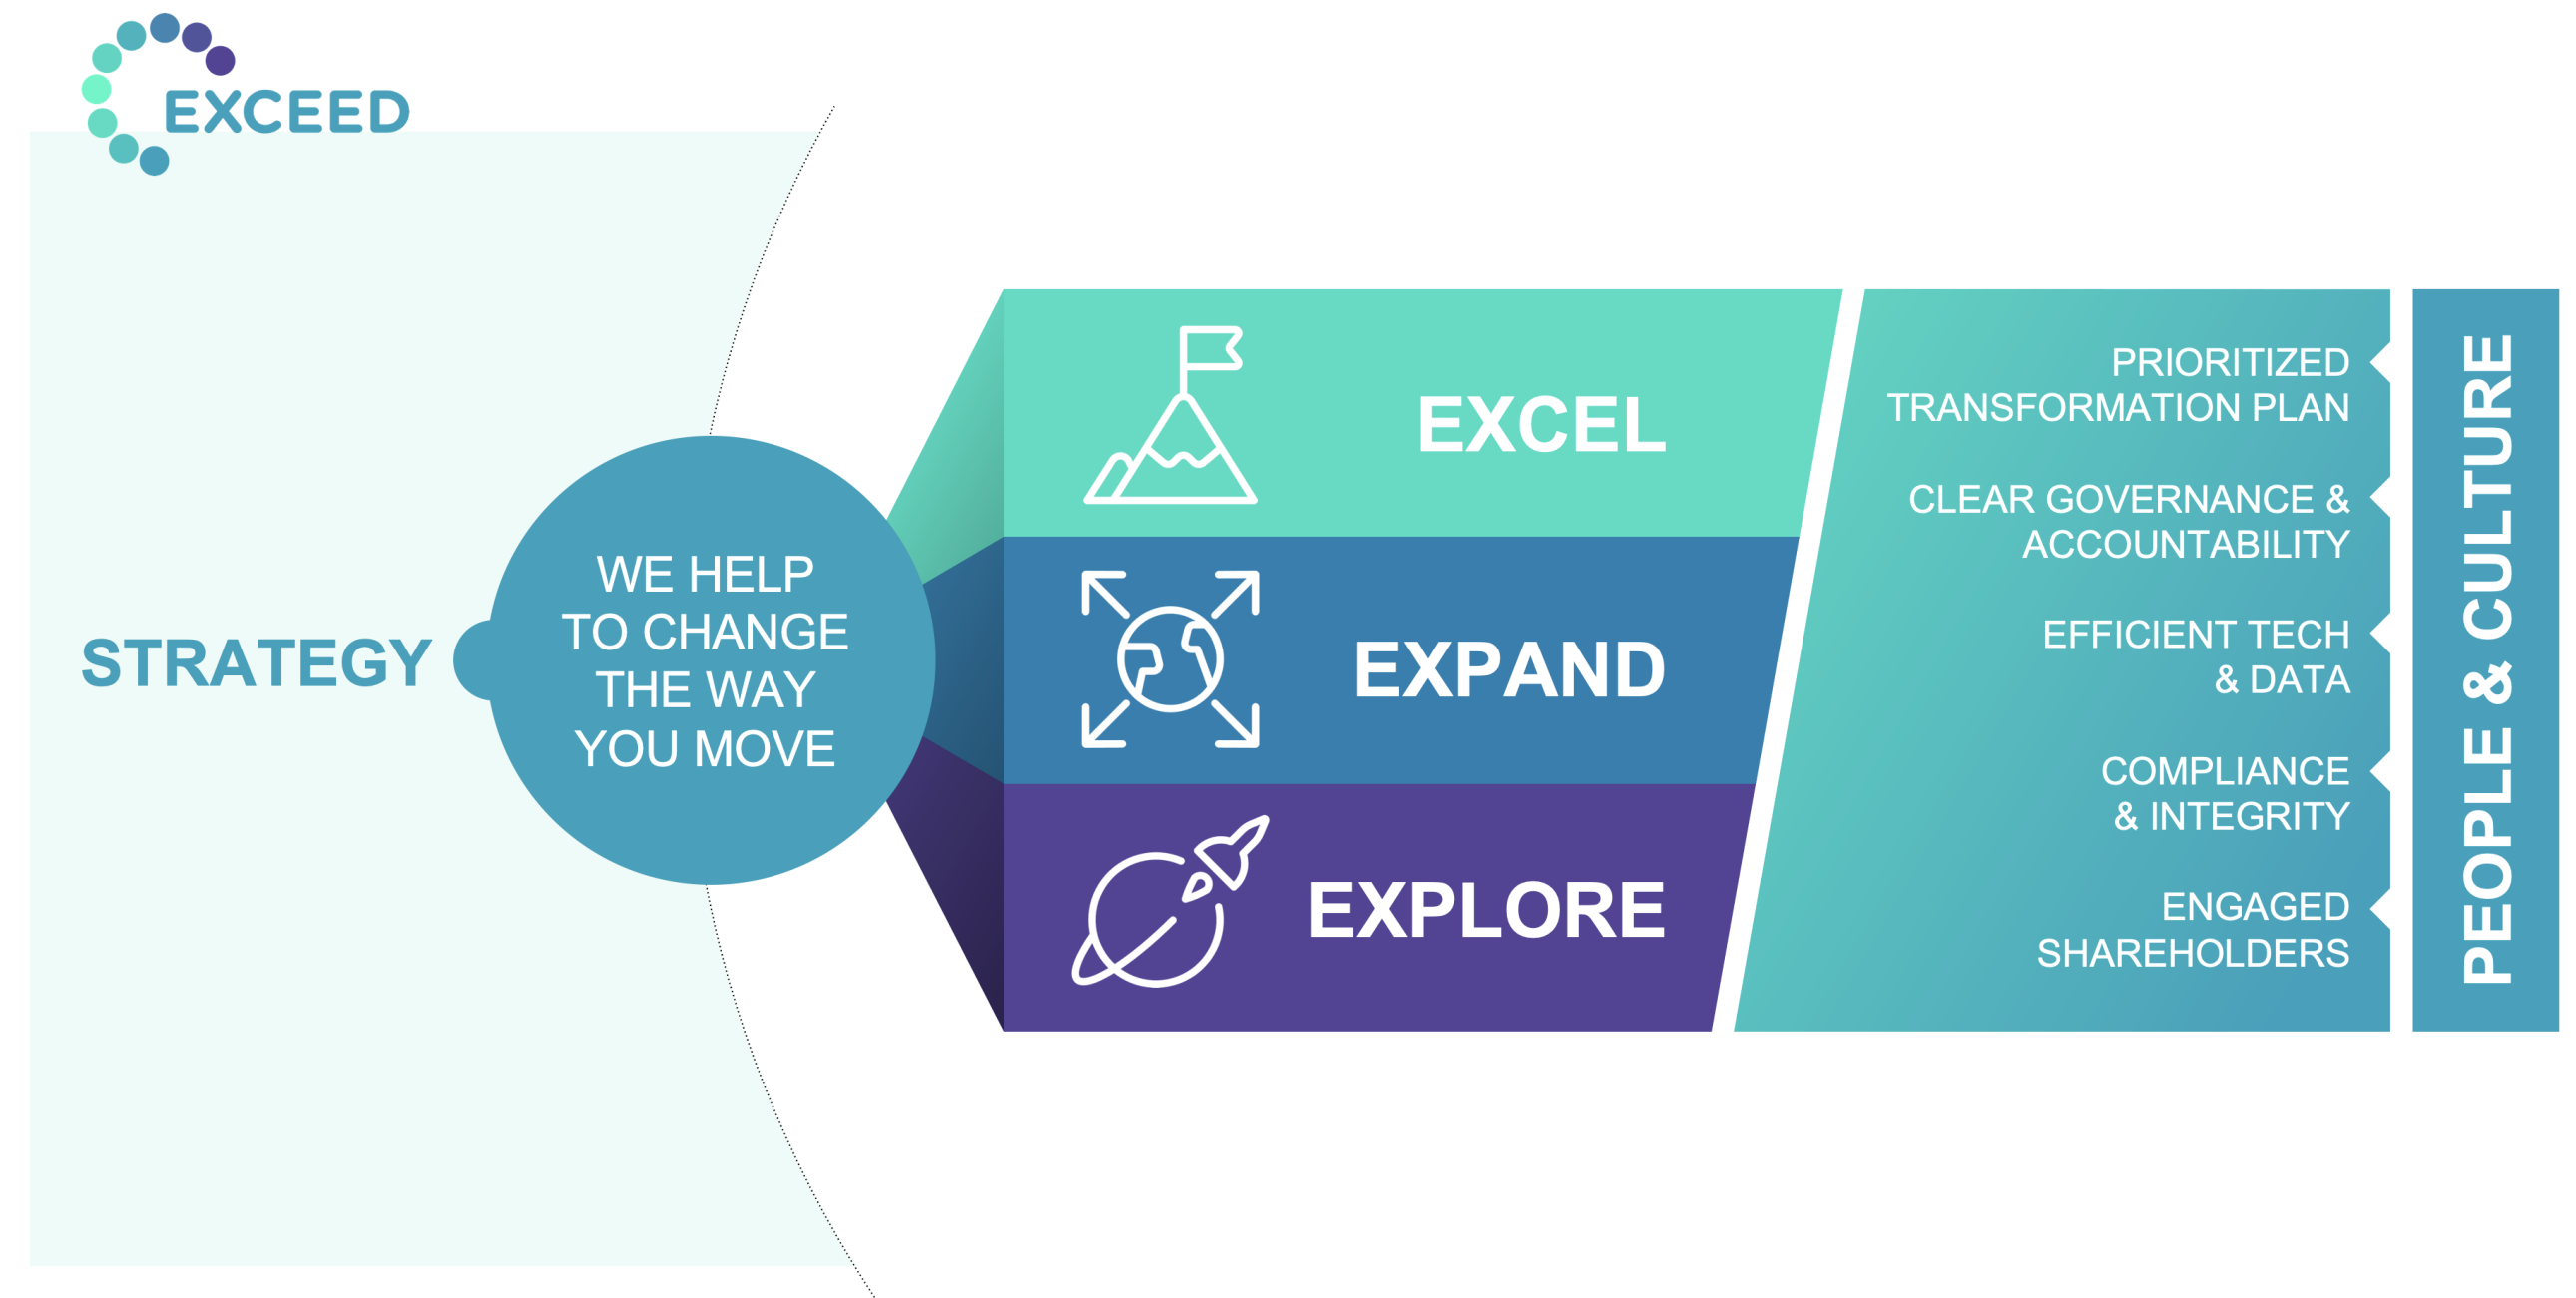 EXCEED
STRATEGY
WE HELP
TO CHANGE
THE WAY
YOU MOVE
EXCEL
EXPAND
EXPLORE
PRIORITIZED
TRANSFORMATION PLAN
CLEAR GOVERNANCE &
ACCOUNTABILITY
EFFICIENT TECH
& DATA
COMPLIANCE
& INTEGRITY
ENGAGED
SHAREHOLDERS
PEOPLE & CULTURE